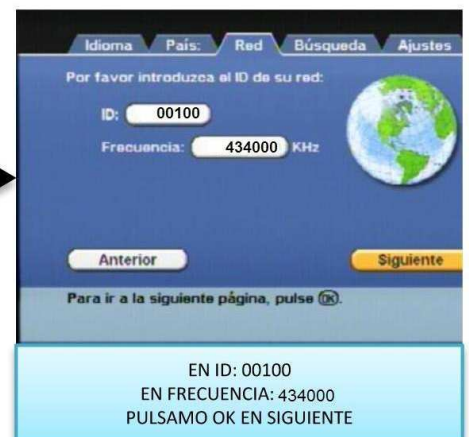 Idioma País: Red Búsqueda Ajustes
Por favor introduzca el ID de su red:
ID: 00100
Frecuencia: 434000 KHz
Anterior Siguiente
Para ir a la siguiente página, pulse OK.
EN ID: 00100
EN FRECUENCIA: 434000
PULSAMO OK EN SIGUIENTE